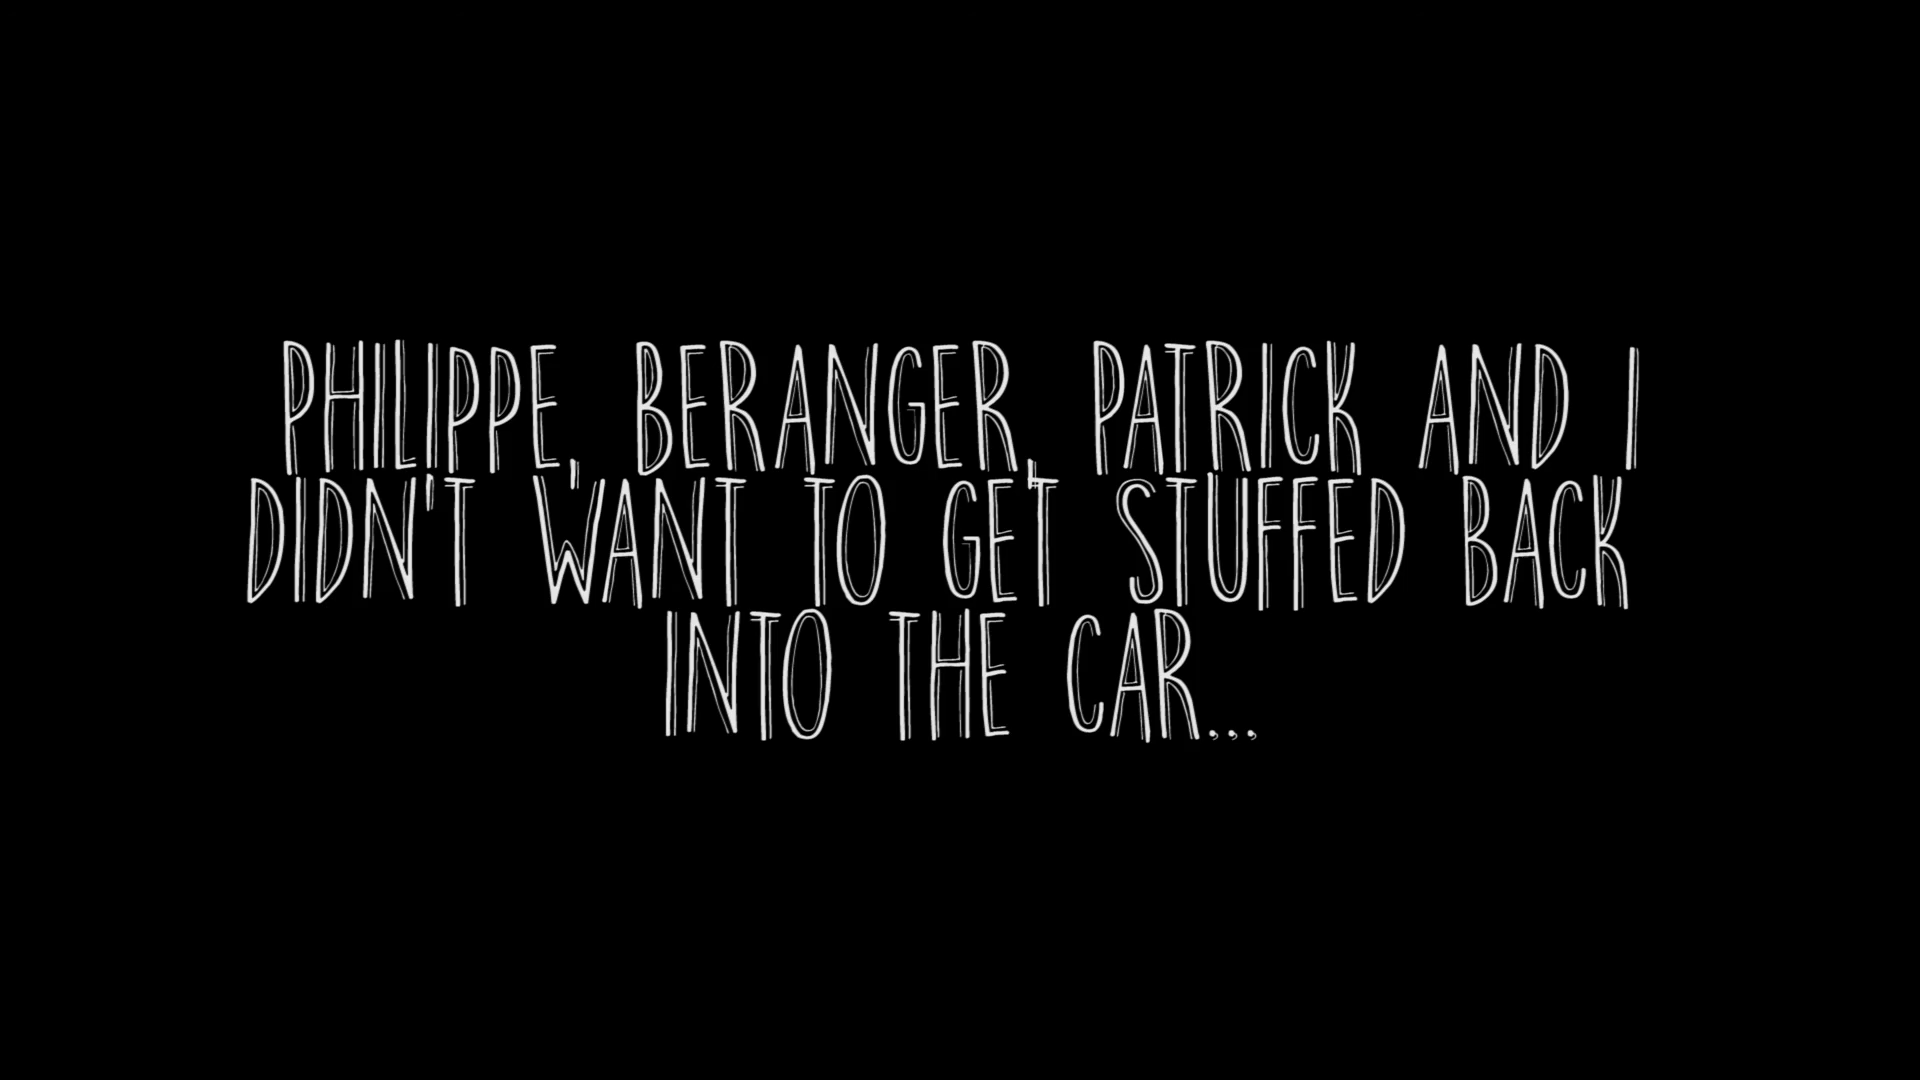 PHILIPPE, BERANGER, PATRICK AND I
DIDN'T WANT TO GET STUFFED BACK
INTO THE CAR...